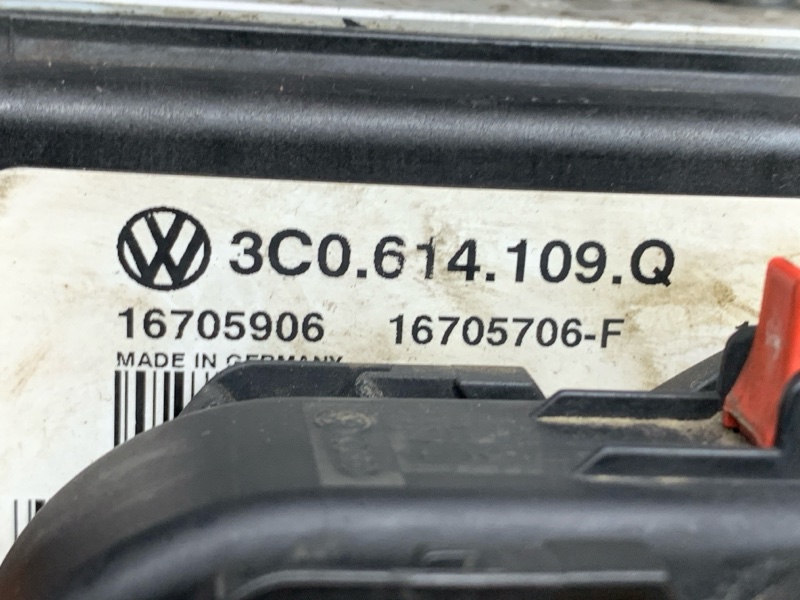 3C0.614.109.Q
16705906 16705706-F
MADE IN GERMANY